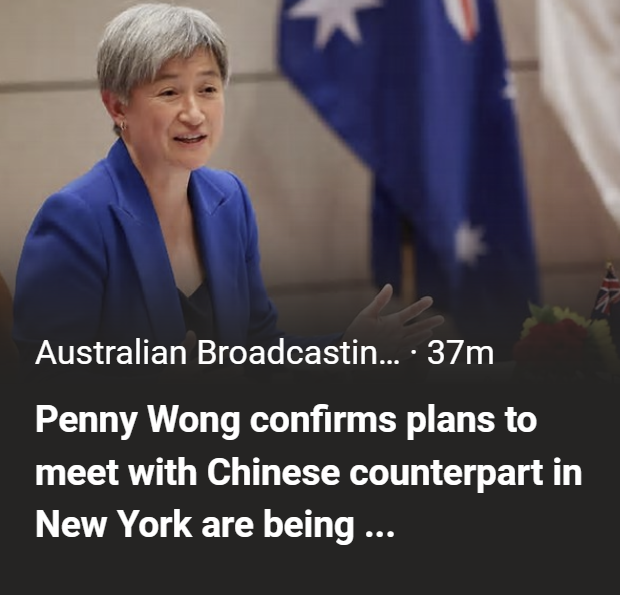 Australian Broadcastin... · 37m
Penny Wong confirms plans to
meet with Chinese counterpart in
New York are being ...